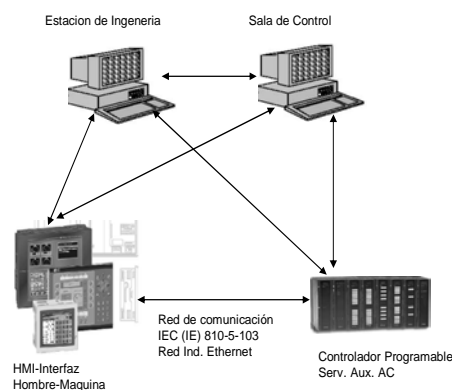 Estacion de Ingeneria
Sala de Control
Red de comunicación
IEC (IE) 810-5-103
Red Ind. Ethernet
HMI-Interfaz
Hombre-Maquina
Controlador Programable
Serv. Aux. AC